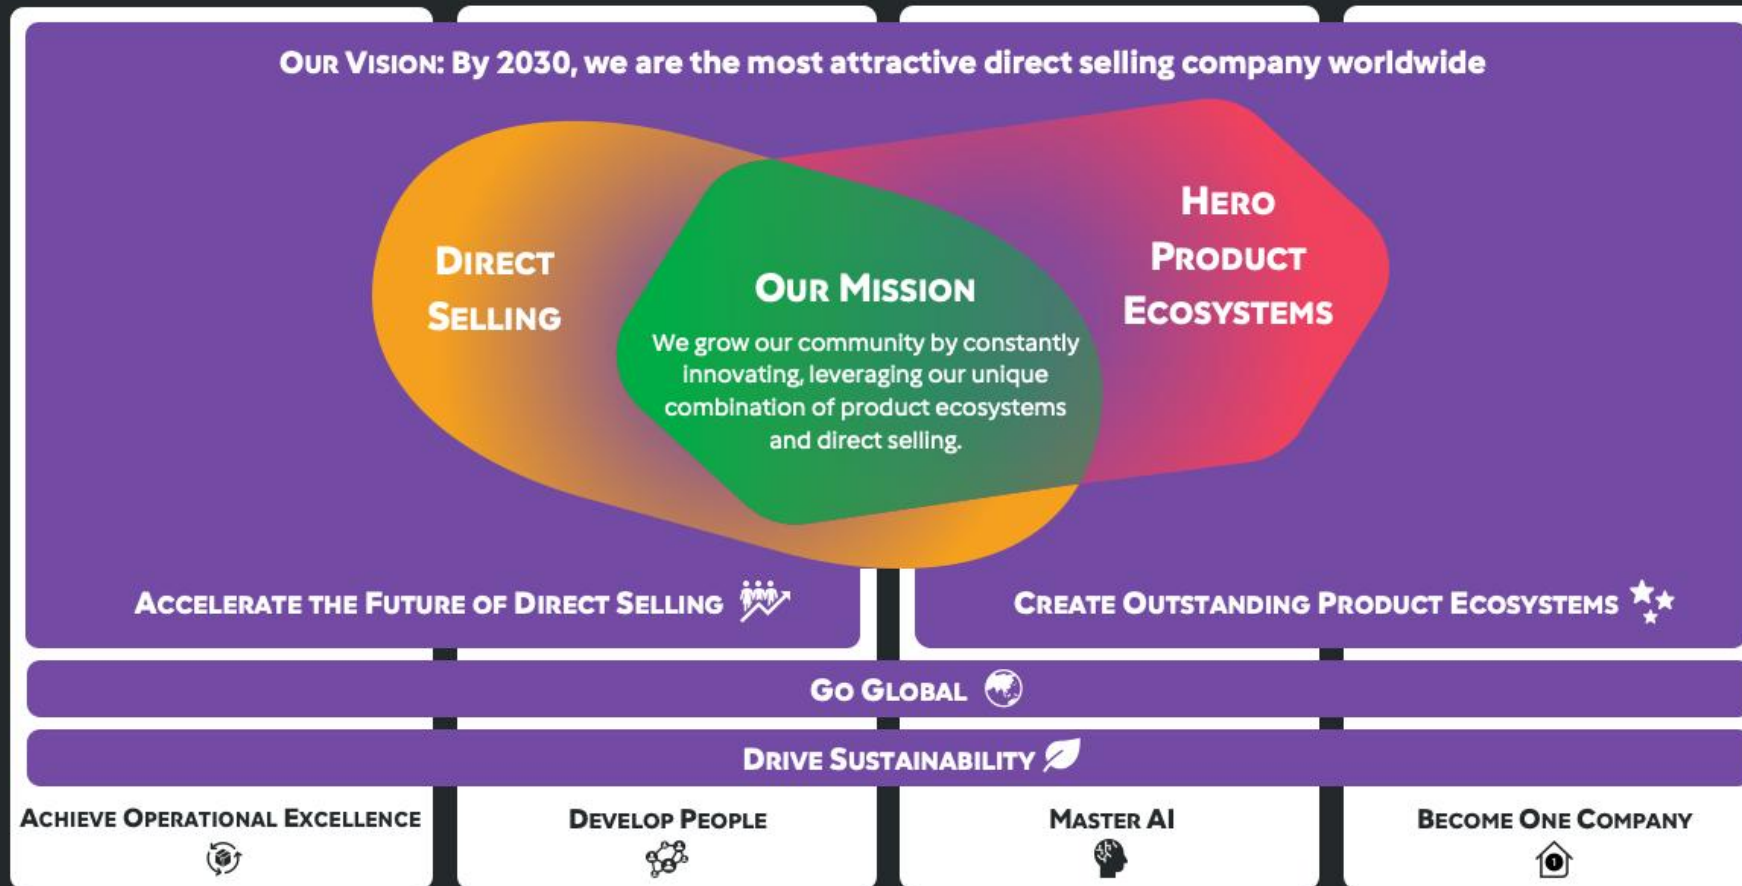 OUR VISION: By 2030, we are the most attractive direct selling company worldwide
DIRECT
SELLING
OUR MISSION
We grow our community by constantly
innovating, leveraging our unique
combination of product ecosystems
and direct selling.
HERO
PRODUCT
ECOSYSTEMS
ACCELERATE THE FUTURE OF DIRECT SELLING
CREATE OUTSTANDING PRODUCT ECOSYSTEMS
GO GLOBAL
DRIVE SUSTAINABILITY
ACHIEVE OPERATIONAL EXCELLENCE
DEVELOP PEOPLE
MASTER AI
BECOME ONE COMPANY
1